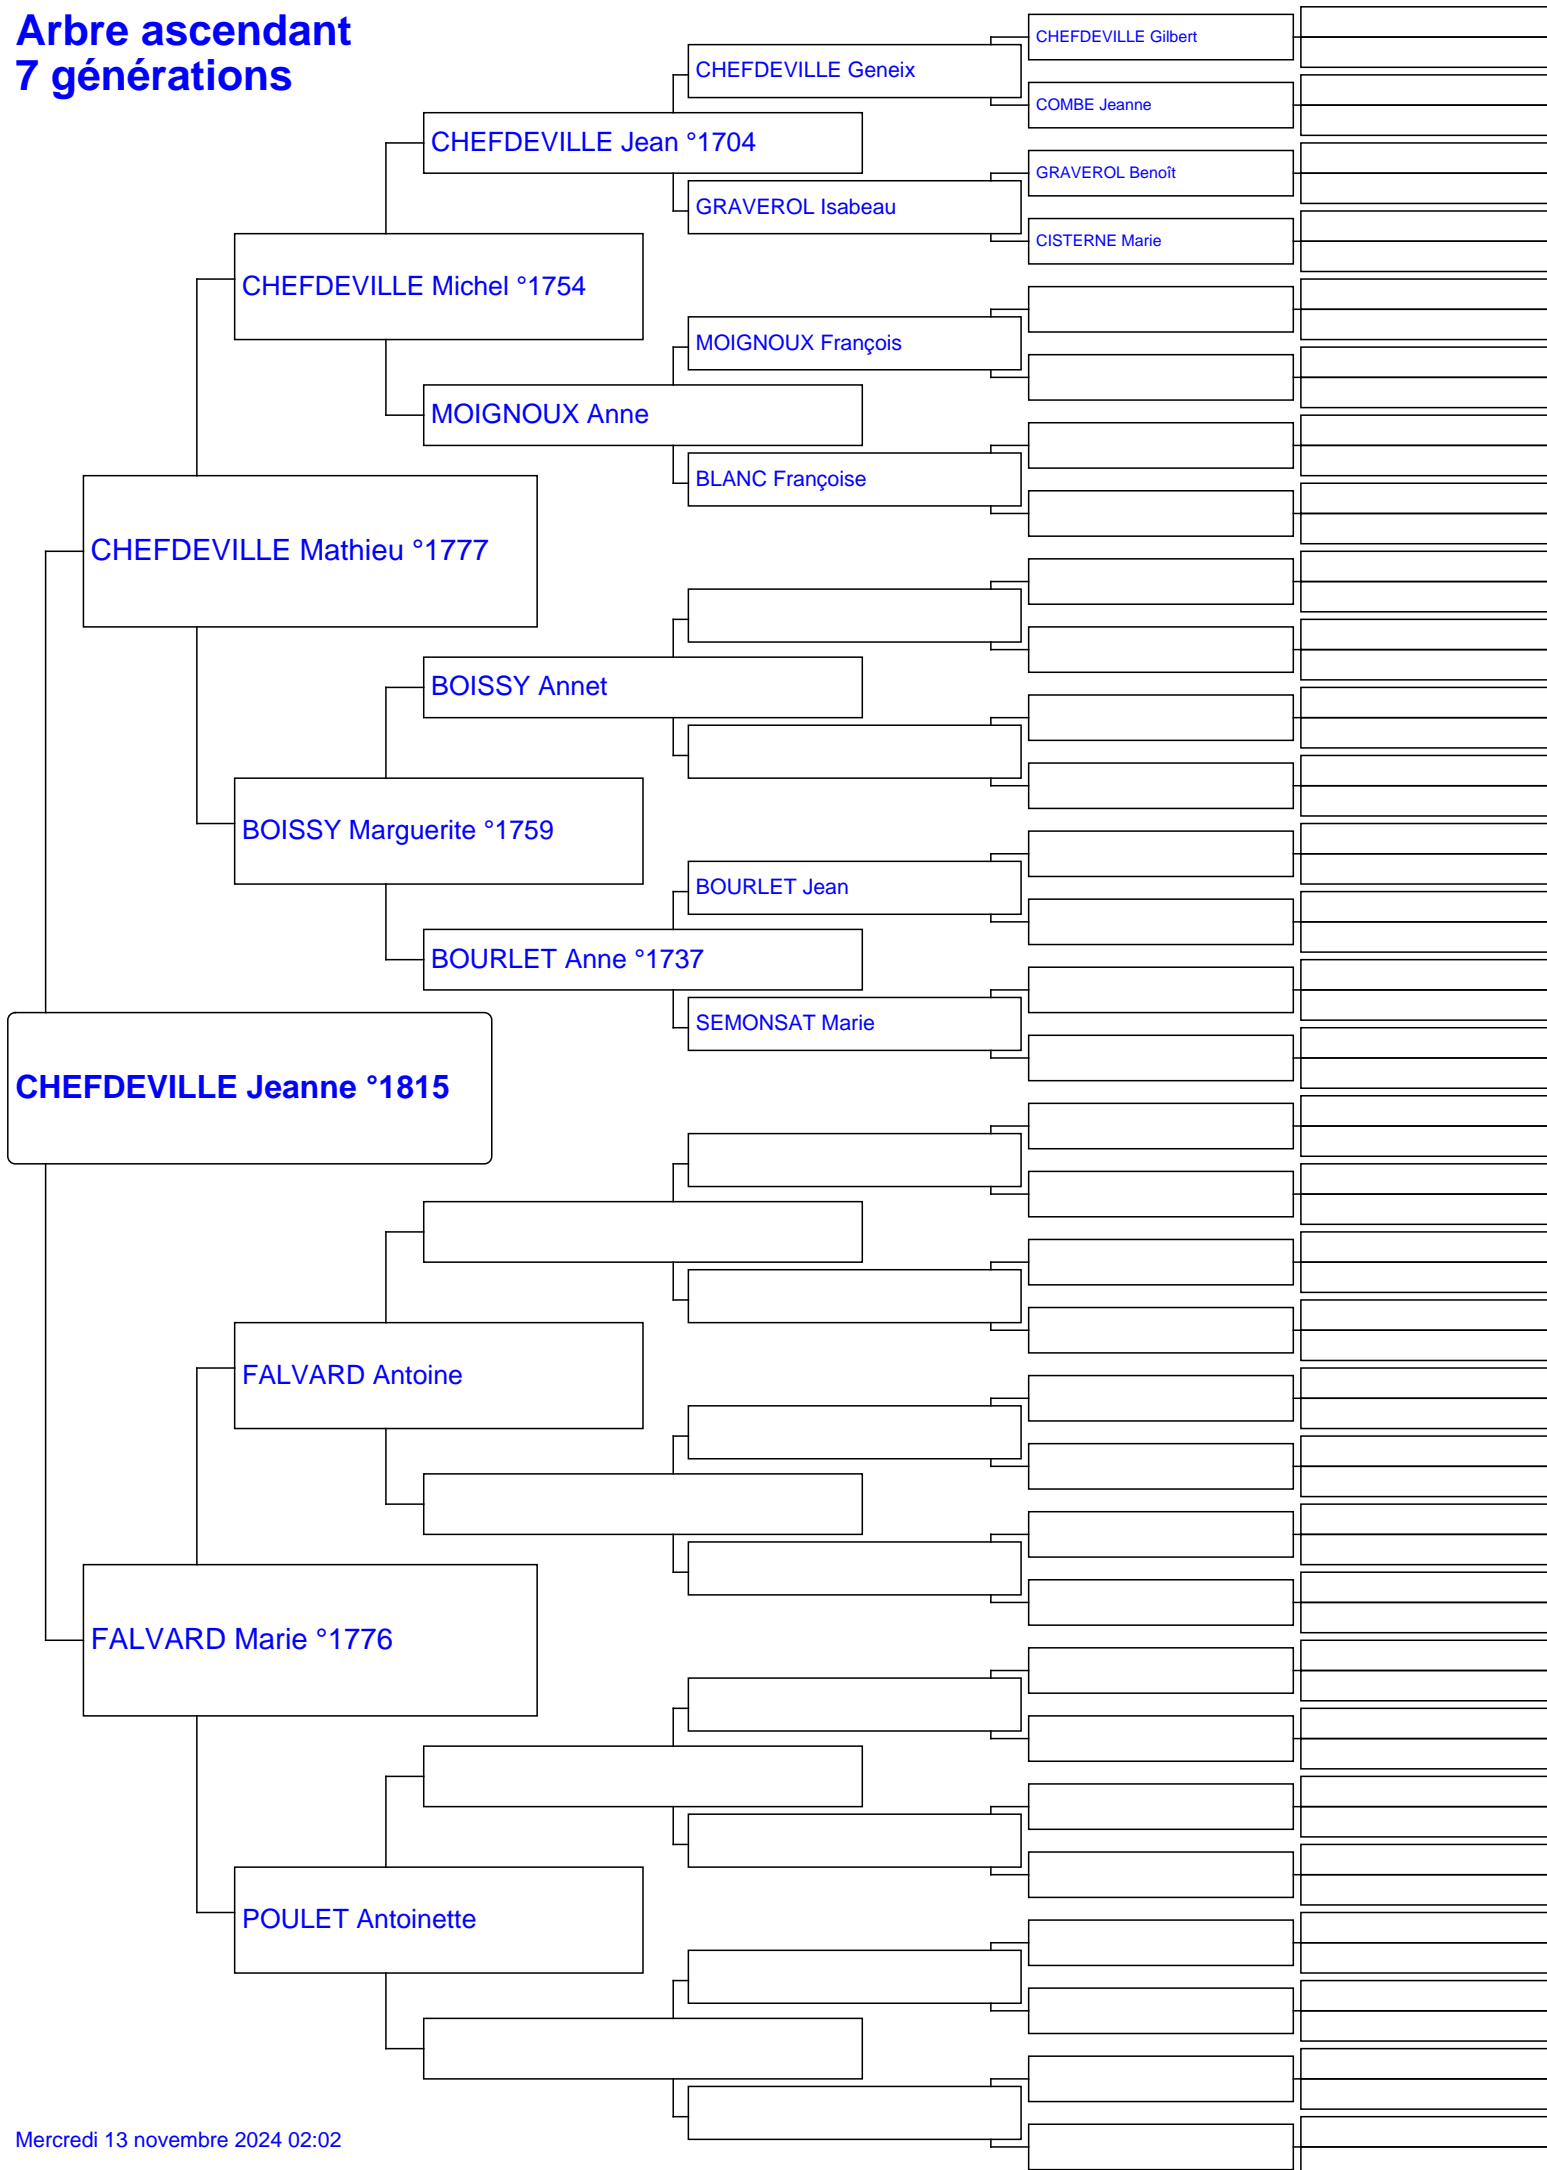 Arbre ascendant
7 générations
CHEFDEVILLE Gilbert
CHEFDEVILLE Geneix
COMBE Jeanne
CHEFDEVILLE Jean °1704
GRAVEROL Benoît
GRAVEROL Isabeau
CISTERNE Marie
CHEFDEVILLE Michel °1754
MOIGNOUX François
MOIGNOUX Anne
BLANC Françoise
CHEFDEVILLE Mathieu °1777
BOISSY Annet
BOISSY Marguerite °1759
BOURLET Jean
BOURLET Anne °1737
SEMONSAT Marie
CHEFDEVILLE Jeanne °1815
FALVARD Antoine
FALVARD Marie °1776
POULET Antoinette
Mercredi 13 novembre 2024 02:02